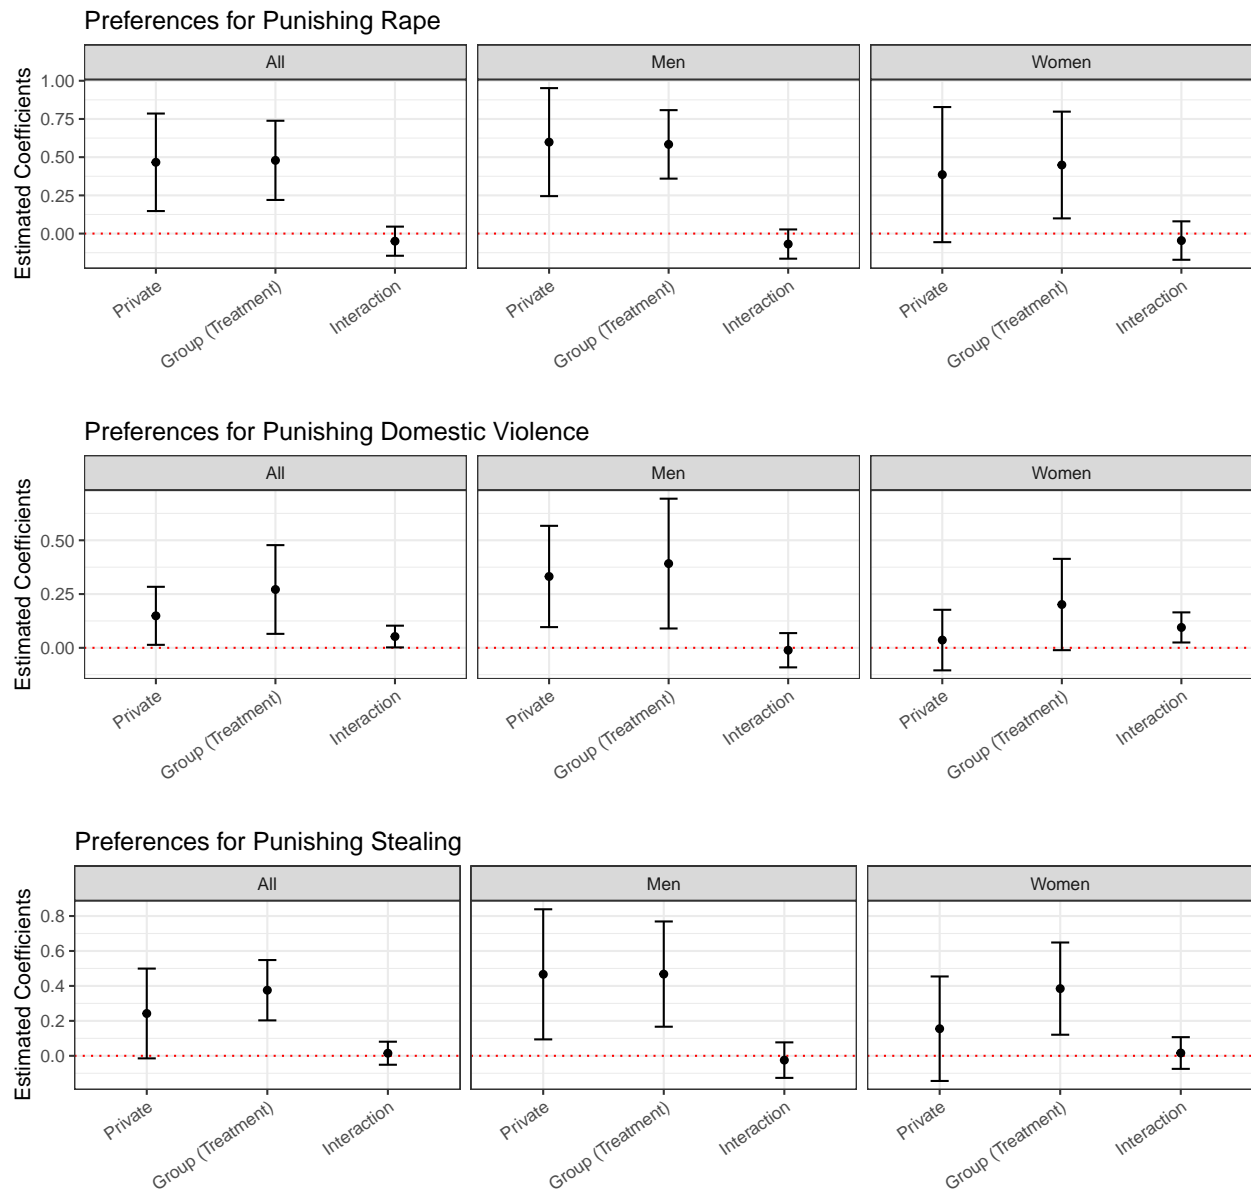 Preferences for Punishing Rape
All
Men
Women
Estimated Coefficients
1.00
0.75
0.50
0.25
0.00
Private
Group (Treatment)
Interaction
Private
Group (Treatment)
Interaction
Private
Group (Treatment)
Interaction
Preferences for Punishing Domestic Violence
All
Men
Women
Estimated Coefficients
0.50
0.25
0.00
Private
Group (Treatment)
Interaction
Private
Group (Treatment)
Interaction
Private
Group (Treatment)
Interaction
Preferences for Punishing Stealing
All
Men
Women
Estimated Coefficients
0.8
0.6
0.4
0.2
0.0
Private
Group (Treatment)
Interaction
Private
Group (Treatment)
Interaction
Private
Group (Treatment)
Interaction